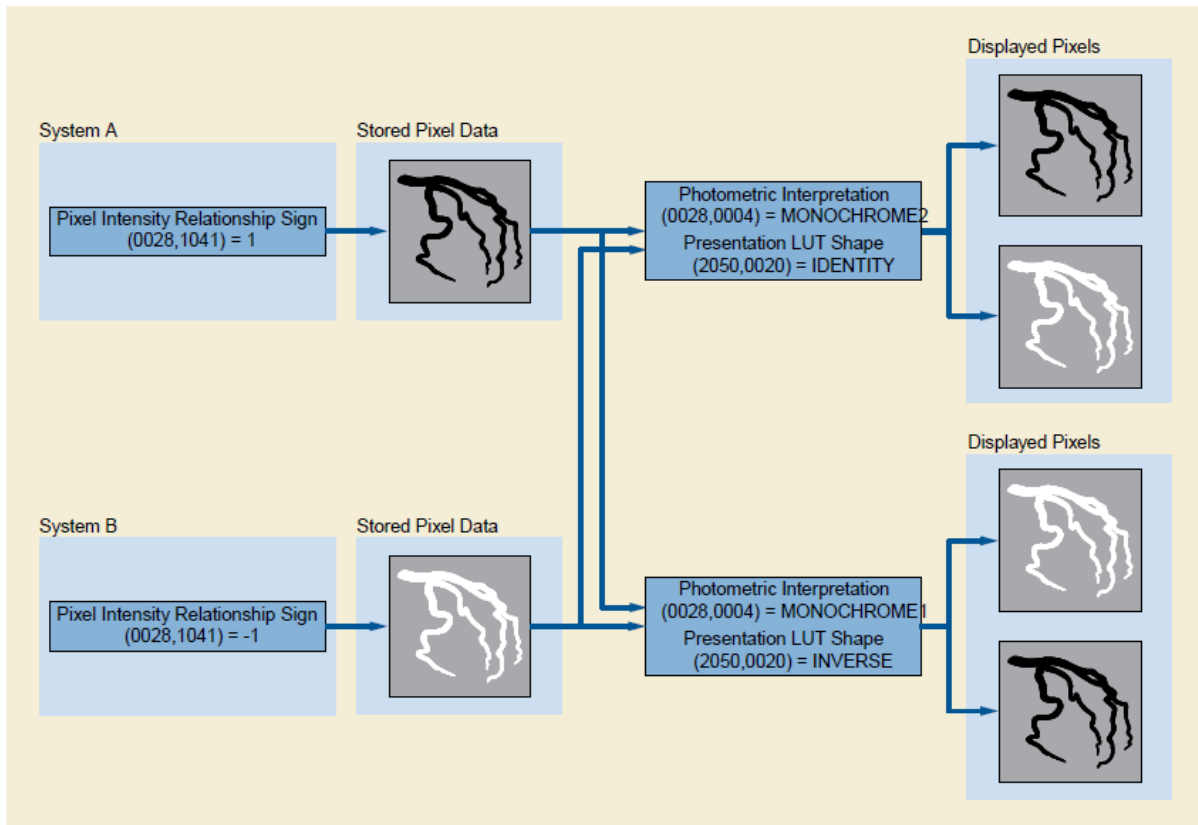 Displayed Pixels
System A
Stored Pixel Data
Pixel Intensity Relationship Sign
(0028,1041) = 1
Photometric Interpretation
(0028,0004) = MONOCHROME2
Presentation LUT Shape
(2050,0020) = IDENTITY
Displayed Pixels
System B
Stored Pixel Data
Pixel Intensity Relationship Sign
(0028,1041) = -1
Photometric Interpretation
(0028,0004) = MONOCHROME1
Presentation LUT Shape
(2050,0020) = INVERSE